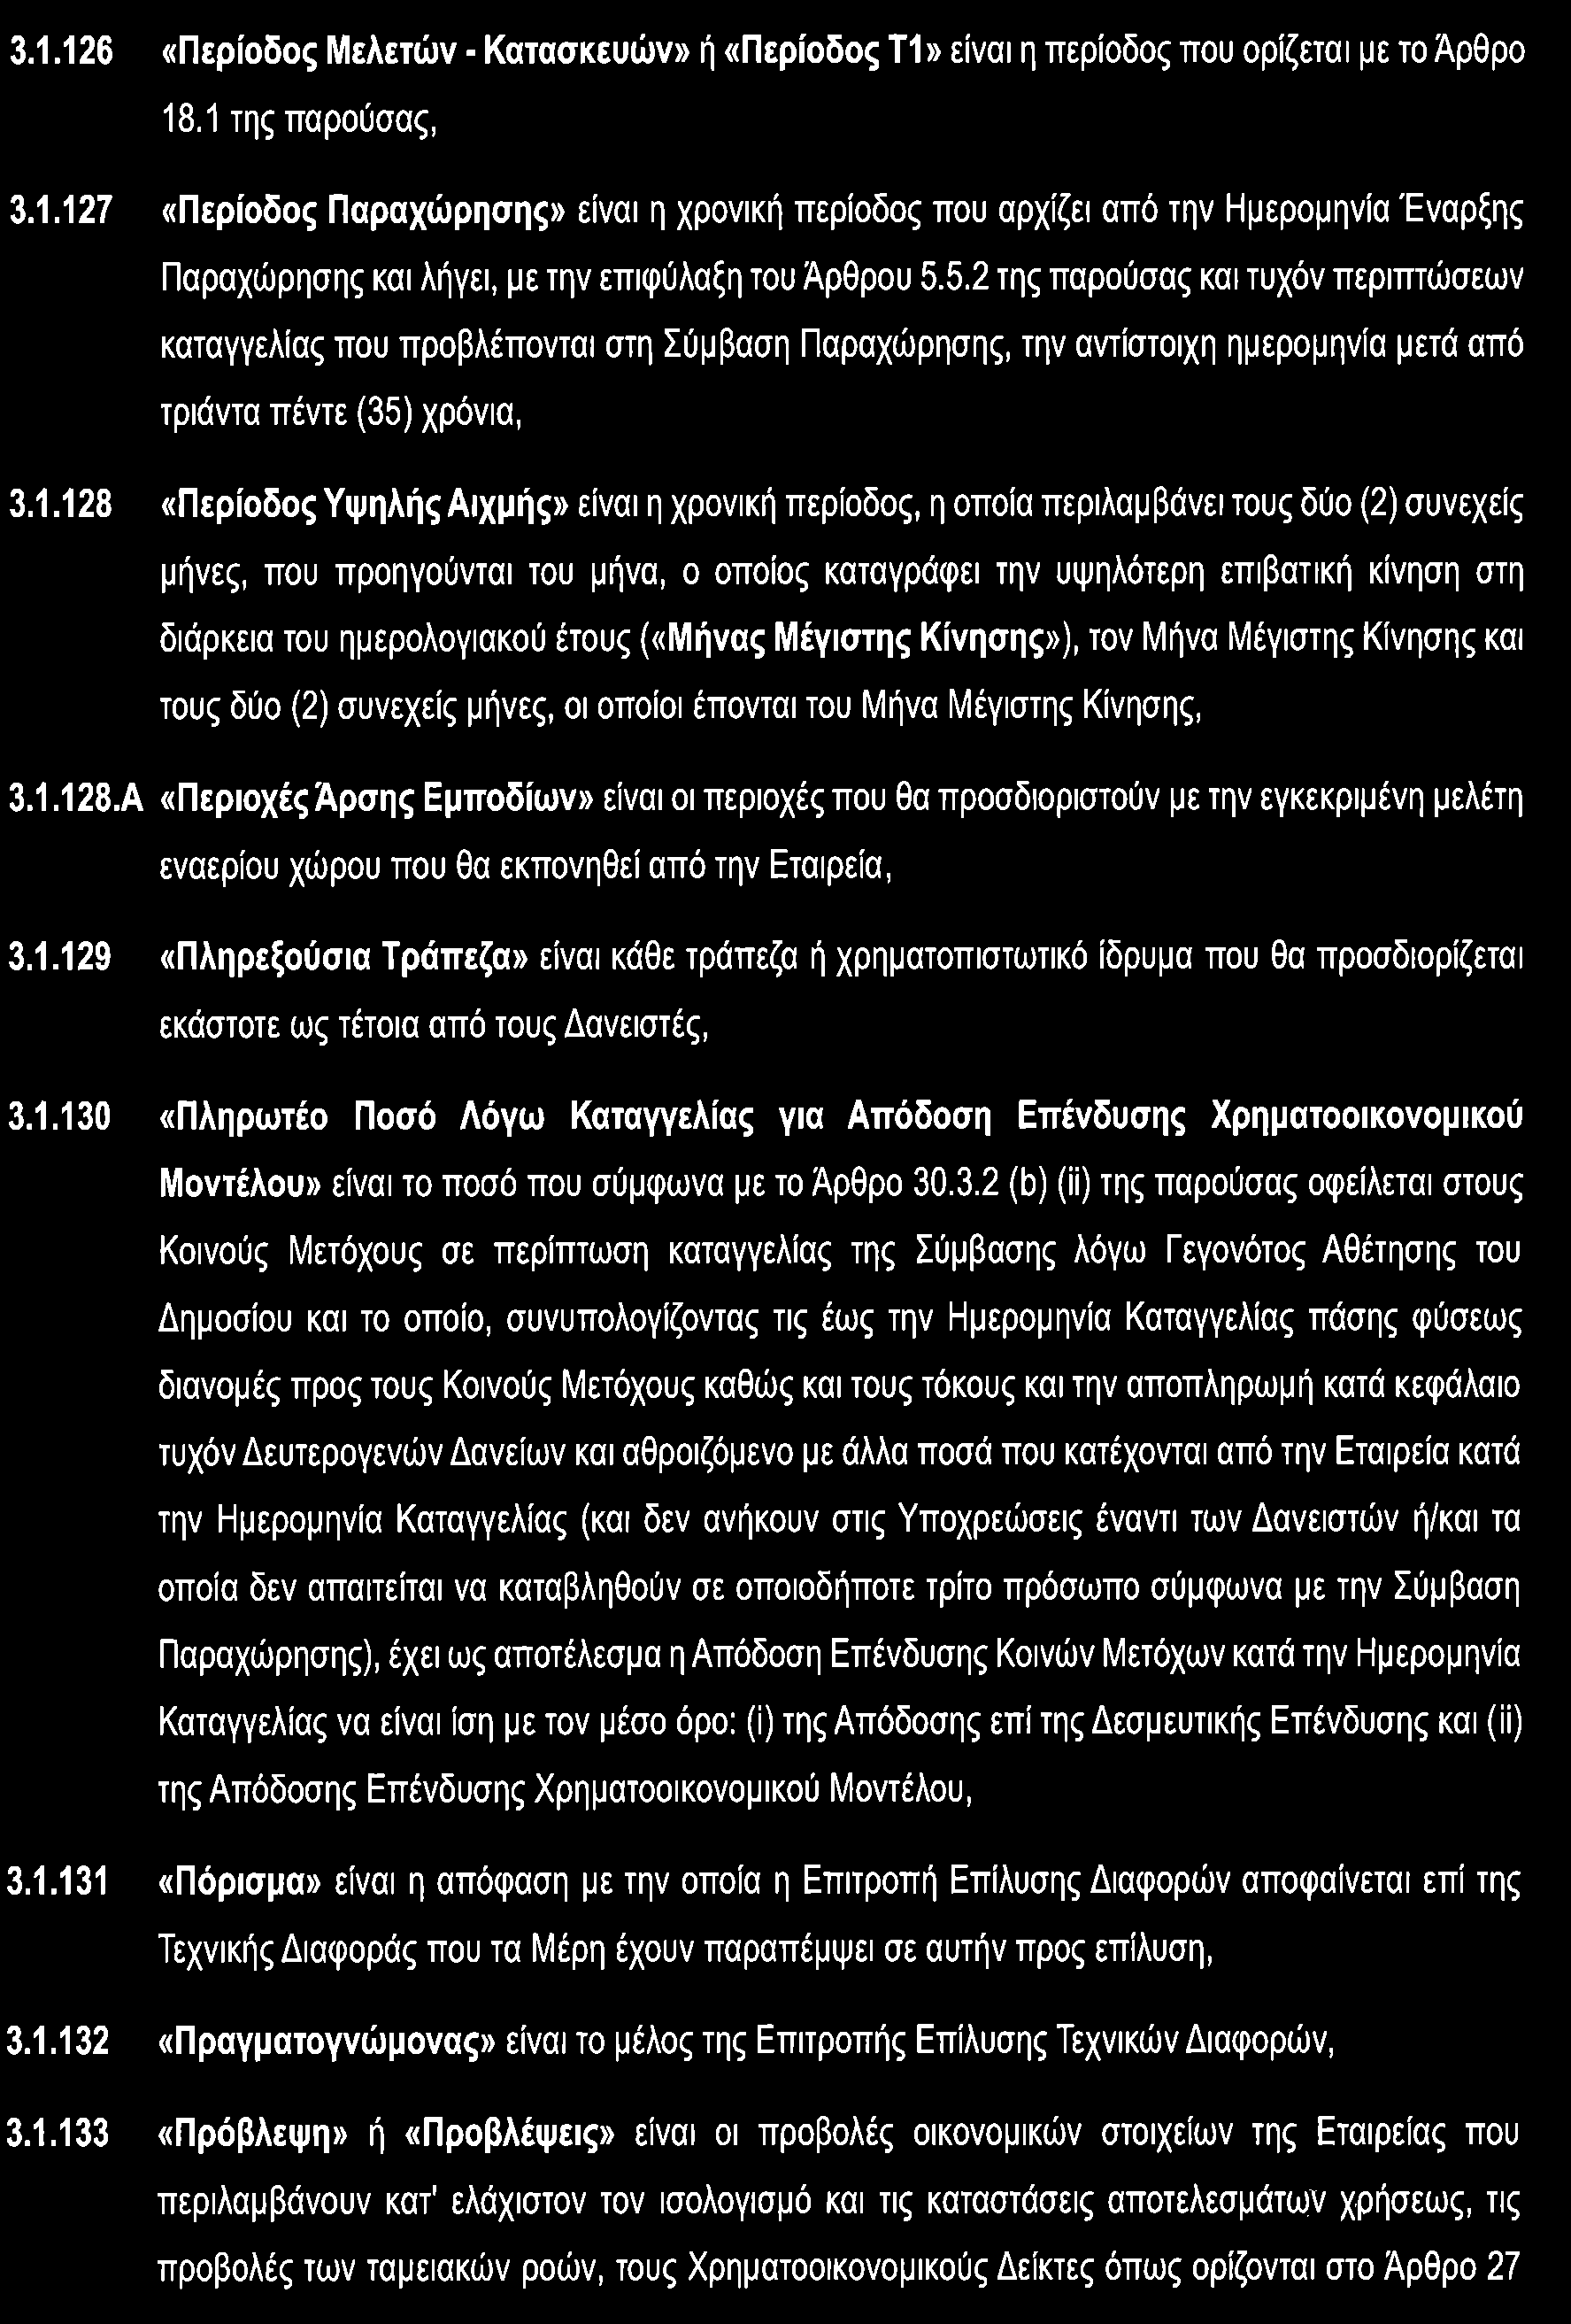 3.1.126 «Περίοδος Μελετών - Κατασκευών» ή «Περίοδος Τ1» είναι η περίοδος που ορίζεται με το Άρθρο
18.1 της παρούσας,
3.1.127 «Περίοδος Παραχώρησης» είναι η χρονική περίοδος που αρχίζει από την Ημερομηνία Έναρξης
Παραχώρησης και λήγει, με την επιφύλαξη του Άρθρου 5.5.2 της παρούσας και τυχόν περιπτώσεων
καταγγελίας που προβλέπονται στη Σύμβαση Παραχώρησης, την αντίστοιχη ημερομηνία μετά από
τριάντα πέντε (35) χρόνια,
3.1.128 «Περίοδος Υψηλής Αιχμής» είναι η χρονική περίοδος, η οποία περιλαμβάνει τους δύο (2) συνεχείς
μήνες, που προηγούνται του μήνα, ο οποίος καταγράφει την υψηλότερη επιβατική κίνηση στη
διάρκεια του ημερολογιακού έτους («Μήνας Μέγιστης Κίνησης»), τον Μήνα Μέγιστης Κίνησης και
τους δύο (2) συνεχείς μήνες, οι οποίοι έπονται του Μήνα Μέγιστης Κίνησης,
3.1.128.Α «Περιοχές Άρσης Εμποδίων» είναι οι περιοχές που θα προσδιοριστούν με την εγκεκριμένη μελέτη
εναερίου χώρου που θα εκπονηθεί από την Εταιρεία,
3.1.129 «Πληρεξούσια Τράπεζα» είναι κάθε τράπεζα ή χρηματοπιστωτικό ίδρυμα που θα προσδιορίζεται
εκάστοτε ως τέτοια από τους Δανειστές,
3.1.130 «Πληρωτέο Ποσό Λόγω Καταγγελίας για Απόδοση Επένδυσης Χρηματοοικονομικού
Μοντέλου» είναι το ποσό που σύμφωνα με το Άρθρο 30.3.2 (b) (ii) της παρούσας οφείλεται στους
Κοινούς Μετόχους σε περίπτωση καταγγελίας της Σύμβασης λόγω Γεγονότος Αθέτησης του
Δημοσίου και το οποίο, συνυπολογίζοντας τις έως την Ημερομηνία Καταγγελίας πάσης φύσεως
διανομές προς τους Κοινούς Μετόχους καθώς και τους τόκους και την αποπληρωμή κατά κεφάλαιο
τυχόν Δευτερογενών Δανείων και αθροιζόμενο με άλλα ποσά που κατέχονται από την Εταιρεία κατά
την Ημερομηνία Καταγγελίας (και δεν ανήκουν στις Υποχρεώσεις έναντι των Δανειστών ή/και τα
οποία δεν απαιτείται να καταβληθούν σε οποιοδήποτε τρίτο πρόσωπο σύμφωνα με την Σύμβαση
Παραχώρησης), έχει ως αποτέλεσμα η Απόδοση Επένδυσης Κοινών Μετόχων κατά την Ημερομηνία
Καταγγελίας να είναι ίση με τον μέσο όρο: (i) της Απόδοσης επί της Δεσμευτικής Επένδυσης και (ii)
της Απόδοσης Επένδυσης Χρηματοοικονομικού Μοντέλου,
3.1.131 «Πόρισμα» είναι η απόφαση με την οποία η Επιτροπή Επίλυσης Διαφορών αποφαίνεται επί της
Τεχνικής Διαφοράς που τα Μέρη έχουν παραπέμψει σε αυτήν προς επίλυση,
3.1.132 «Πραγματογνώμονας» είναι το μέλος της Επιτροπής Επίλυσης Τεχνικών Διαφορών,
3.1.133 «Πρόβλεψη» ή «Προβλέψεις» είναι οι προβολές οικονομικών στοιχείων της Εταιρείας που
περιλαμβάνουν κατ' ελάχιστον τον ισολογισμό και τις καταστάσεις αποτελεσμάτων χρήσεως, τις
προβολές των ταμειακών ροών, τους Χρηματοοικονομικούς Δείκτες όπως ορίζονται στο Άρθρο 27